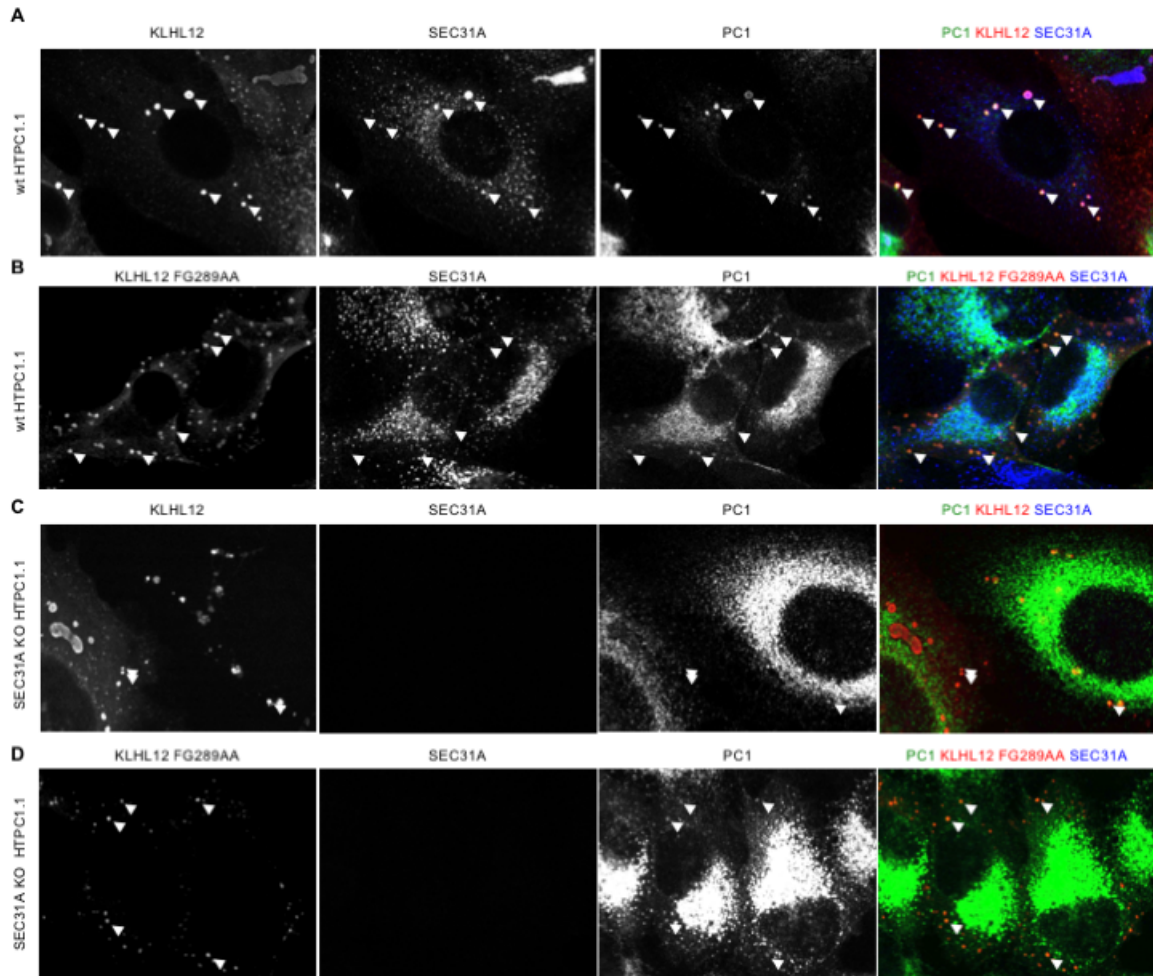 A
KLHL12 SEC31A PC1 PC1 KLHL12 SEC31A
wt HTPC1.1
B
KLHL12 FG289AA SEC31A PC1 PC1 KLHL12 FG289AA SEC31A
wt HTPC1.1
C
KLHL12 SEC31A PC1 PC1 KLHL12 SEC31A
SEC31A KO HTPC1.1
D
KLHL12 FG289AA SEC31A PC1 PC1 KLHL12 FG289AA SEC31A
SEC31A KO HTPC1.1